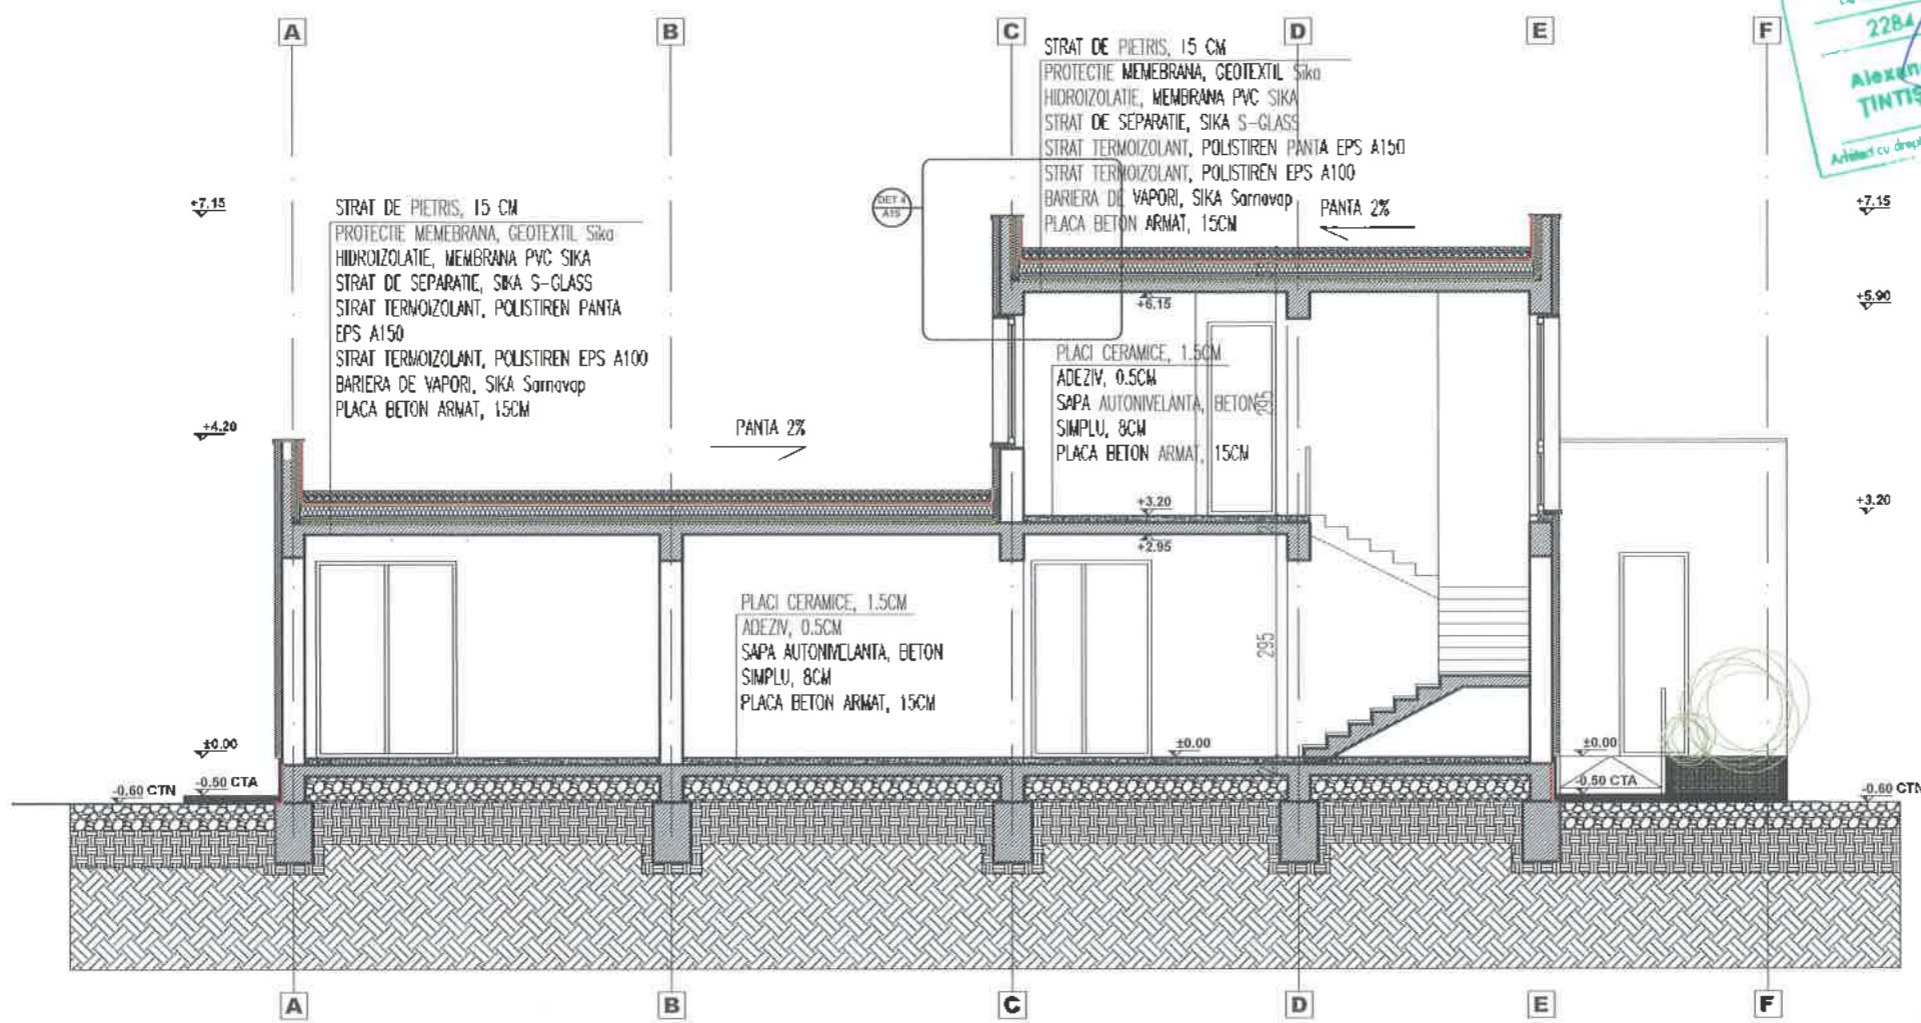 A
B
C
D
E
F
2284
STRAT DE PIETRIS, 15 CM
PROTECTIE MEMEBRANA, GEOTEXTIL Sika
HIDROIZOLATIE, MEMBRANA PVC SIKA
STRAT DE SEPARATIE, SIKA S-GLASS
STRAT TERMOIZOLANT, POLISTIREN PANTA EPS A150
STRAT TERMOIZOLANT, POLISTIREN EPS A100
BARIERA DE VAPORI, SIKA Sarnavap
PLACA BETON ARMAT, 15CM
PANTA 2%
DET 4
A15
+7.15
+7.15
STRAT DE PIETRIS, 15 CM
PROTECTIE MEMEBRANA, GEOTEXTIL Sika
HIDROIZOLATIE, MEMBRANA PVC SIKA
STRAT DE SEPARATIE, SIKA S-GLASS
STRAT TERMOIZOLANT, POLISTIREN PANTA
EPS A150
STRAT TERMOIZOLANT, POLISTIREN EPS A100
BARIERA DE VAPORI, SIKA Sarnavap
PLACA BETON ARMAT, 15CM
+6.15
+5.90
PLACI CERAMICE, 1.5CM
ADEZIV, 0.5CM
SAPA AUTONIVELANTA, BETON
SIMPLU, 8CM
PLACA BETON ARMAT, 15CM
295
+4.20
PANTA 2%
+3.20
+3.20
+2.95
PLACI CERAMICE, 1.5CM
ADEZIV, 0.5CM
SAPA AUTONIVELANTA, BETON
SIMPLU, 8CM
PLACA BETON ARMAT, 15CM
295
±0.00
±0.00
±0.00
-0.60 CTN
-0.50 CTA
-0.50 CTA
-0.60 CTN
A
B
C
D
E
F